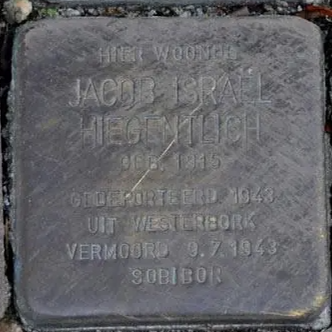 HIER WOONDE
JACOB ISRAËL
HIEGENTLICH
GEB. 1915
GEDEPORTEERD 1943
UIT WESTERBORK
VERMOORD 9.7.1943
SOBIBOR